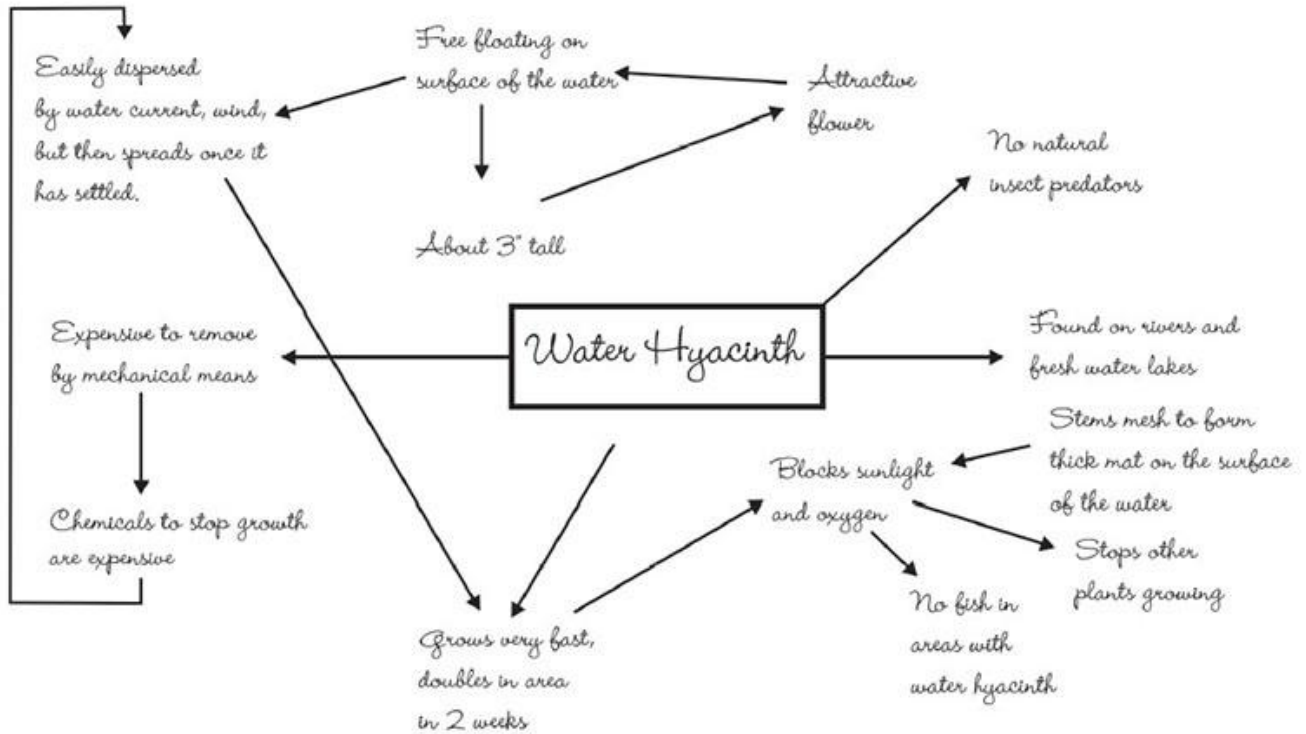 Easily dispersed
by water current, wind,
but then spreads once it
has settled.
Free floating on
surface of the water
Attractive
flower
No natural
insect predators
About 3" tall
Water Hyacinth
Expensive to remove
by mechanical means
Found on rivers and
fresh water lakes
Stems mesh to form
thick mat on the surface
of the water
Blocks sunlight
and oxygen
Chemicals to stop growth
are expensive
Stops other
plants growing
No fish in
areas with
water hyacinth
Grows very fast,
doubles in area
in 2 weeks